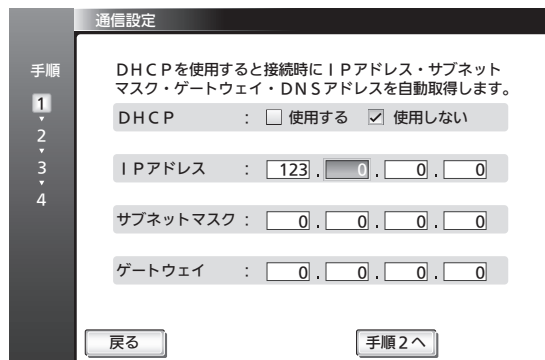 通信設定
手順
1
2
3
4
DHCPを使用すると接続時にIPアドレス・サブネット
マスク・ゲートウェイ・DNSアドレスを自動取得します。
DHCP : 使用する 使用しない
IPアドレス : 123 . 0 . 0 . 0
サブネットマスク : 0 . 0 . 0 . 0
ゲートウェイ : 0 . 0 . 0 . 0
戻る 手順2へ